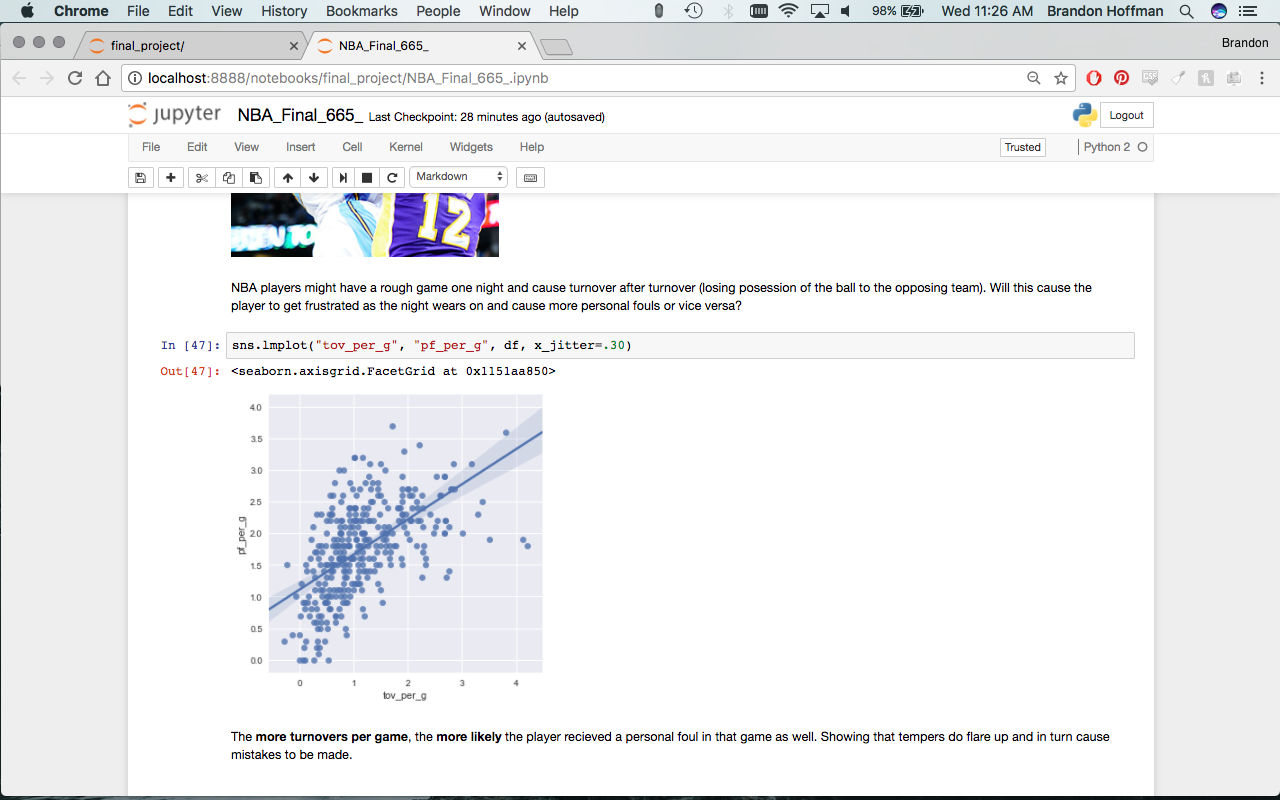 Chrome File Edit View History Bookmarks People Window Help 98% Wed 11:26 AM Brandon Hoffman
final_project/ NBA_Final_665_ Brandon
localhost:8888/notebooks/final_project/NBA_Final_665_.ipynb
jupyter NBA_Final_665_ Last Checkpoint: 28 minutes ago (autosaved) Logout
File Edit View Insert Cell Kernel Widgets Help Trusted Python 2
Markdown
12
NBA players might have a rough game one night and cause turnover after turnover (losing posession of the ball to the opposing team). Will this cause the
player to get frustrated as the night wears on and cause more personal fouls or vice versa?
In [47]: sns.lmplot("tov_per_g", "pf_per_g", df, x_jitter=.30)
Out[47]: <seaborn.axisgrid.FacetGrid at 0x1151aa850>
4.0
3.5
3.0
2.5
2.0
1.5
1.0
0.5
0.0
pf_per_g
0 1 2 3 4
tov_per_g
The more turnovers per game, the more likely the player recieved a personal foul in that game as well. Showing that tempers do flare up and in turn cause
mistakes to be made.